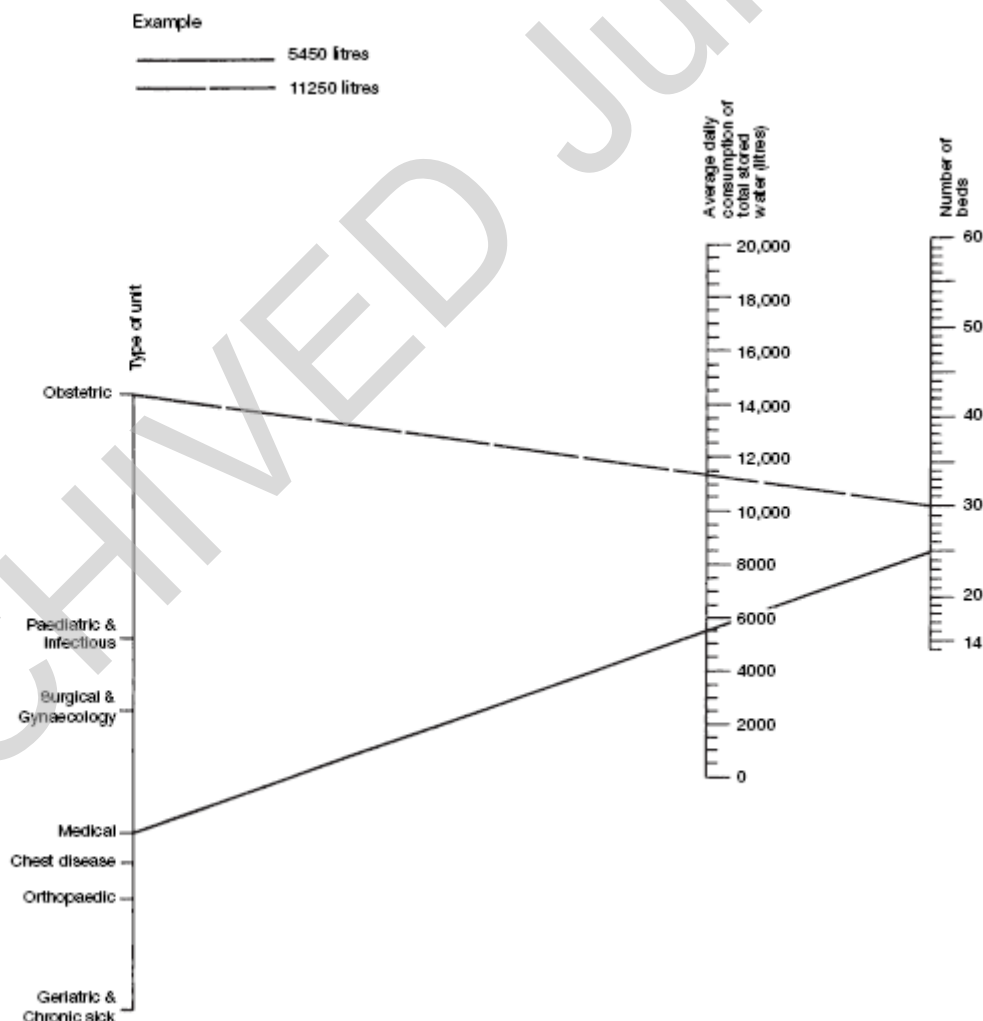 Example
5450 litres
11250 litres
Average daily
consumption of
total stored
water (litres)
Number of
beds
Type of unit
20,000
18,000
16,000
14,000
12,000
10,000
8000
6000
4000
2000
0
60
50
40
30
20
14
Obstetric
Paediatric &
Infectious
Surgical &
Gynaecology
Medical
Chest disease
Orthopaedic
Geriatric &
Chronic sick
CHIVED Jun